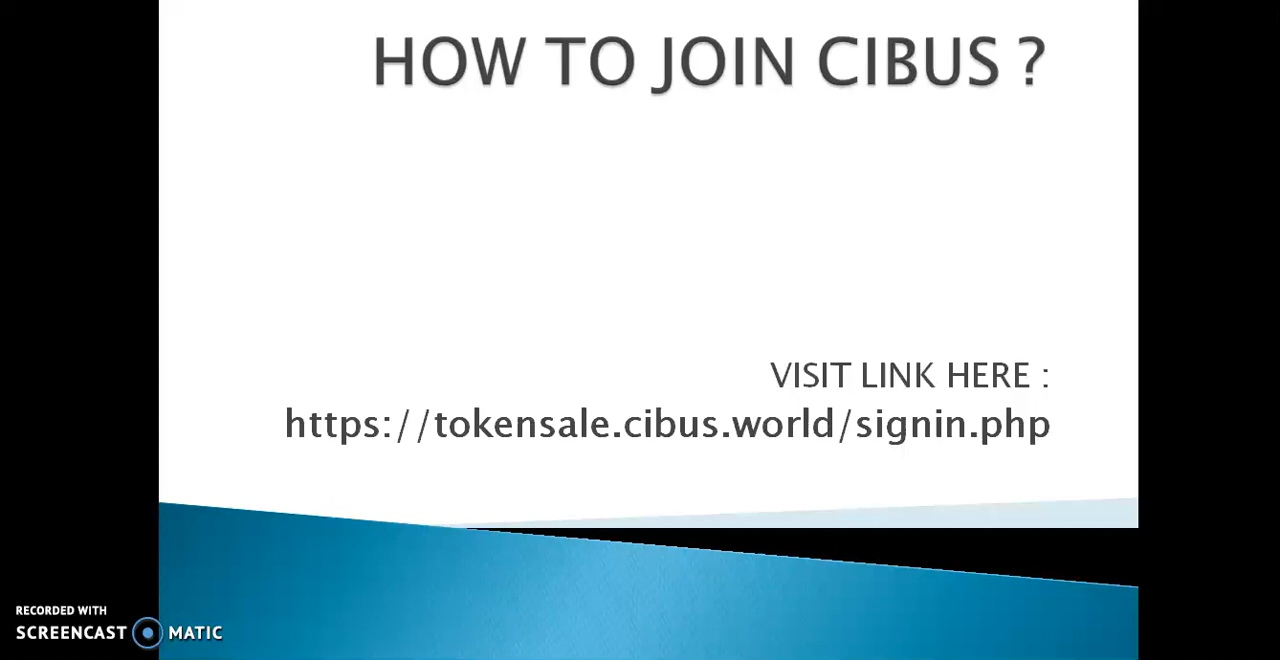 HOW TO JOIN CIBUS ?
VISIT LINK HERE :
https://tokensale.cibus.world/signin.php
RECORDED WITH
SCREENCAST MATIC